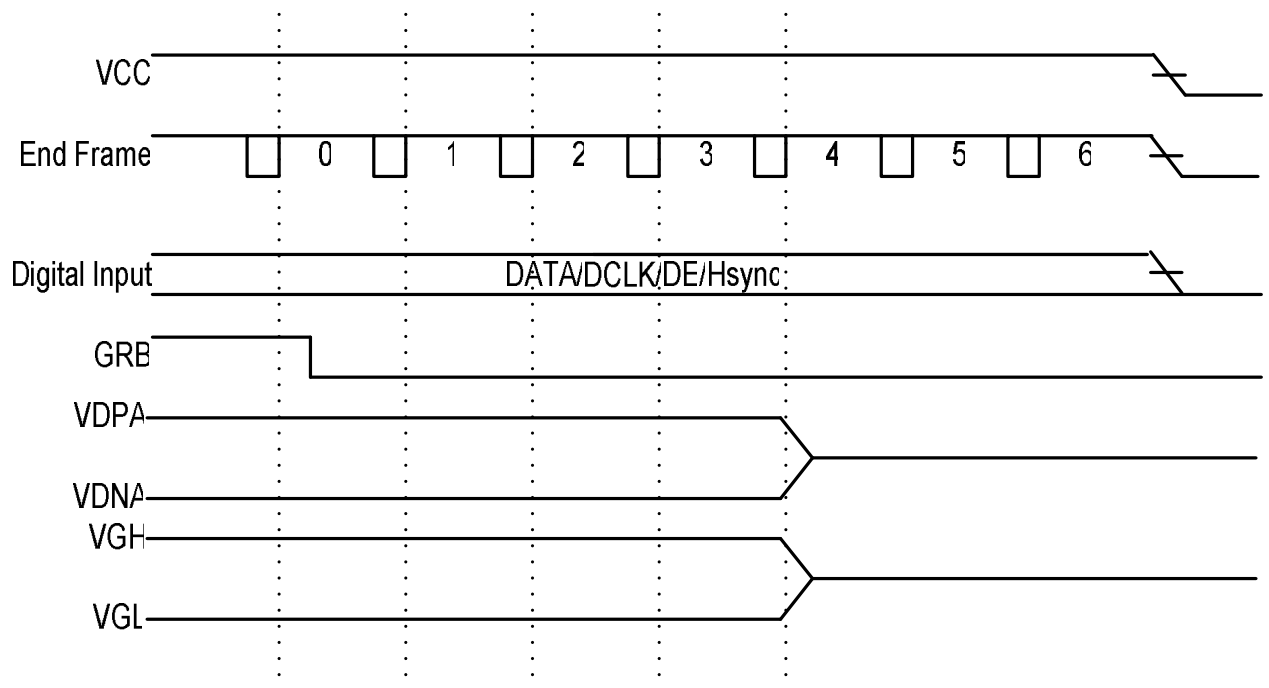 VCC
End Frame
0 1 2 3 4 5 6
Digital Input
DATA/DCLK/DE/Hsync
GRB
VDPA
VDNA
VGH
VGL